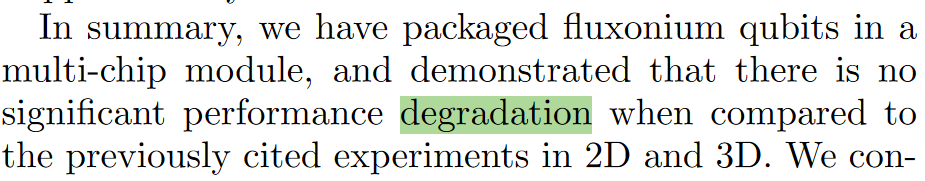 In summary, we have packaged fluxonium qubits in a
multi-chip module, and demonstrated that there is no
significant performance degradation when compared to
the previously cited experiments in 2D and 3D. We con-